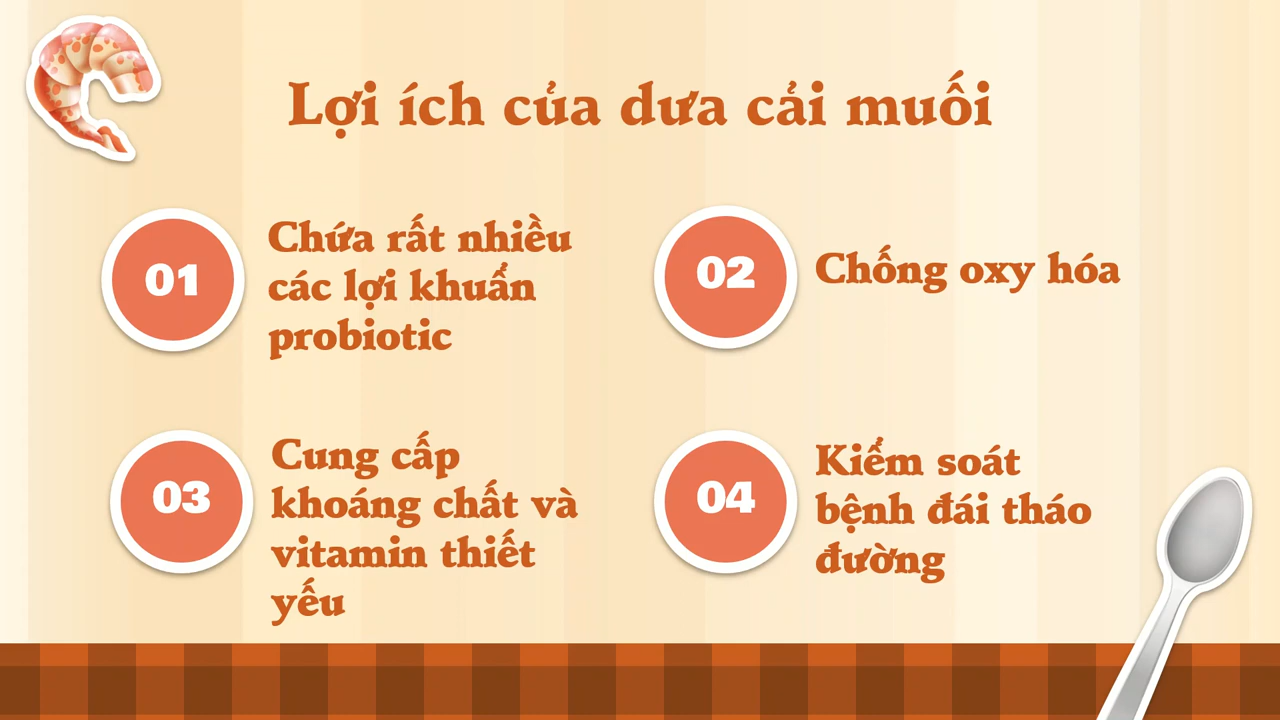 Lợi ích của dưa cải muối
01
Chứa rất nhiều
các lợi khuẩn
probiotic
02
Chống oxy hóa
03
Cung cấp
khoáng chất và
vitamin thiết
yếu
04
Kiểm soát
bệnh đái tháo
đường